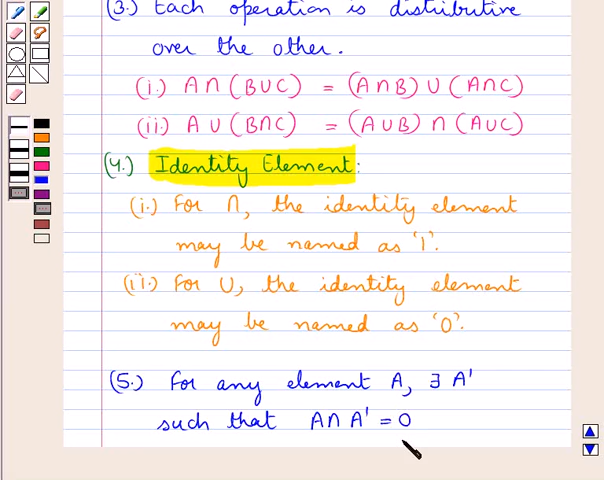 (3.) Each operation is distributive
over the other.
(i.) A∩(B∪C) = (A∩B) ∪ (A∩C)
(ii.) A∪(B∩C) = (A∪B) ∩ (A∪C)
(4.) Identity Element:
(i.) For ∩, the identity element
may be named as '1'.
(ii.) For ∪, the identity element
may be named as '0'.
(5.) For any element A, ∃ A'
such that A∩A' = 0